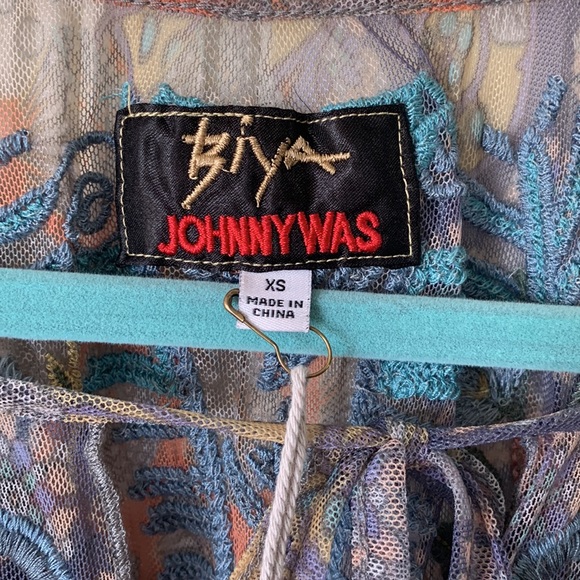 Biya
JOHNNY WAS
XS
MADE IN
CHINA